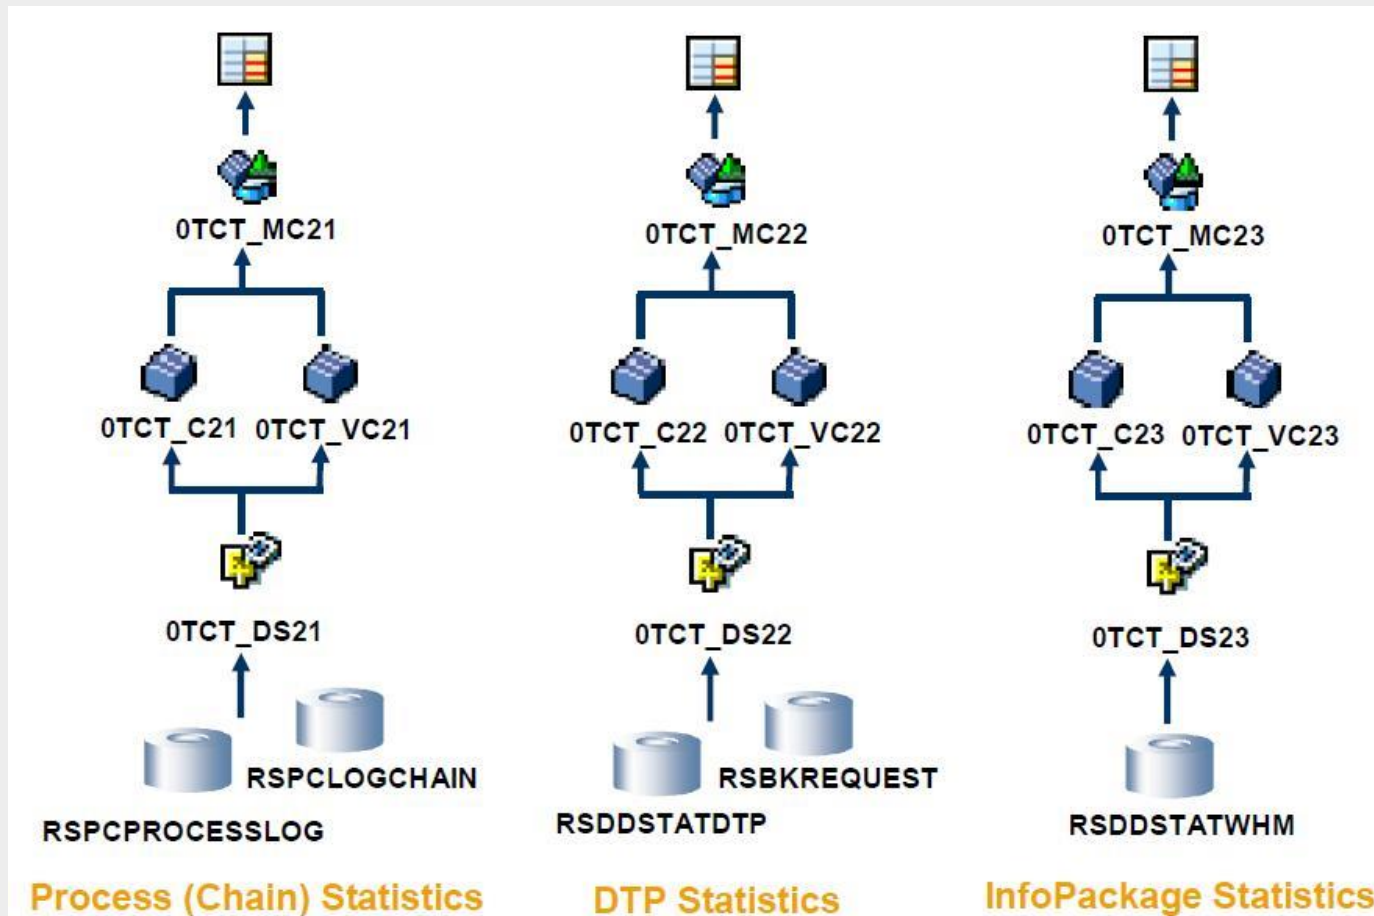 0TCT_MC21
0TCT_MC22
0TCT_MC23
0TCT_C21 0TCT_VC21
0TCT_C22 0TCT_VC22
0TCT_C23 0TCT_VC23
0TCT_DS21
0TCT_DS22
0TCT_DS23
RSPCLOGCHAIN
RSPCPROCESSLOG
RSBKREQUEST
RSDDSTATDTP
RSDDSTATWHM
Process (Chain) Statistics
DTP Statistics
InfoPackage Statistics